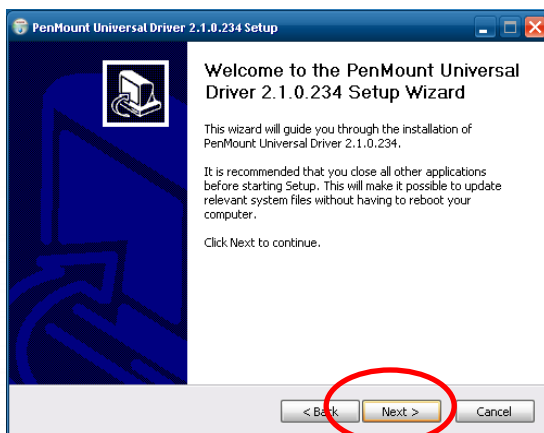 PenMount Universal Driver 2.1.0.234 Setup
Welcome to the PenMount Universal
Driver 2.1.0.234 Setup Wizard
This wizard will guide you through the installation of
PenMount Universal Driver 2.1.0.234.
It is recommended that you close all other applications
before starting Setup. This will make it possible to update
relevant system files without having to reboot your
computer.
Click Next to continue.
< Back Next > Cancel